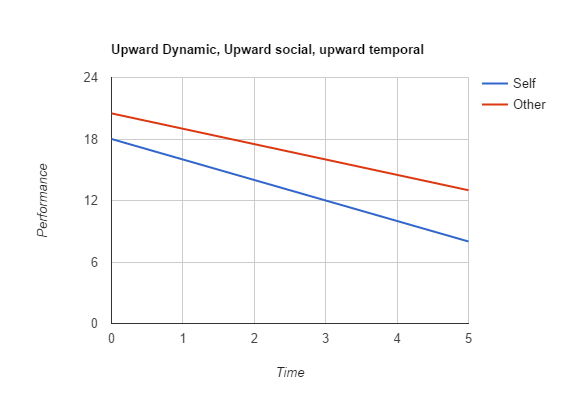 Upward Dynamic, Upward social, upward temporal
24
18
12
6
0
Performance
0 1 2 3 4 5
Time
Self
Other